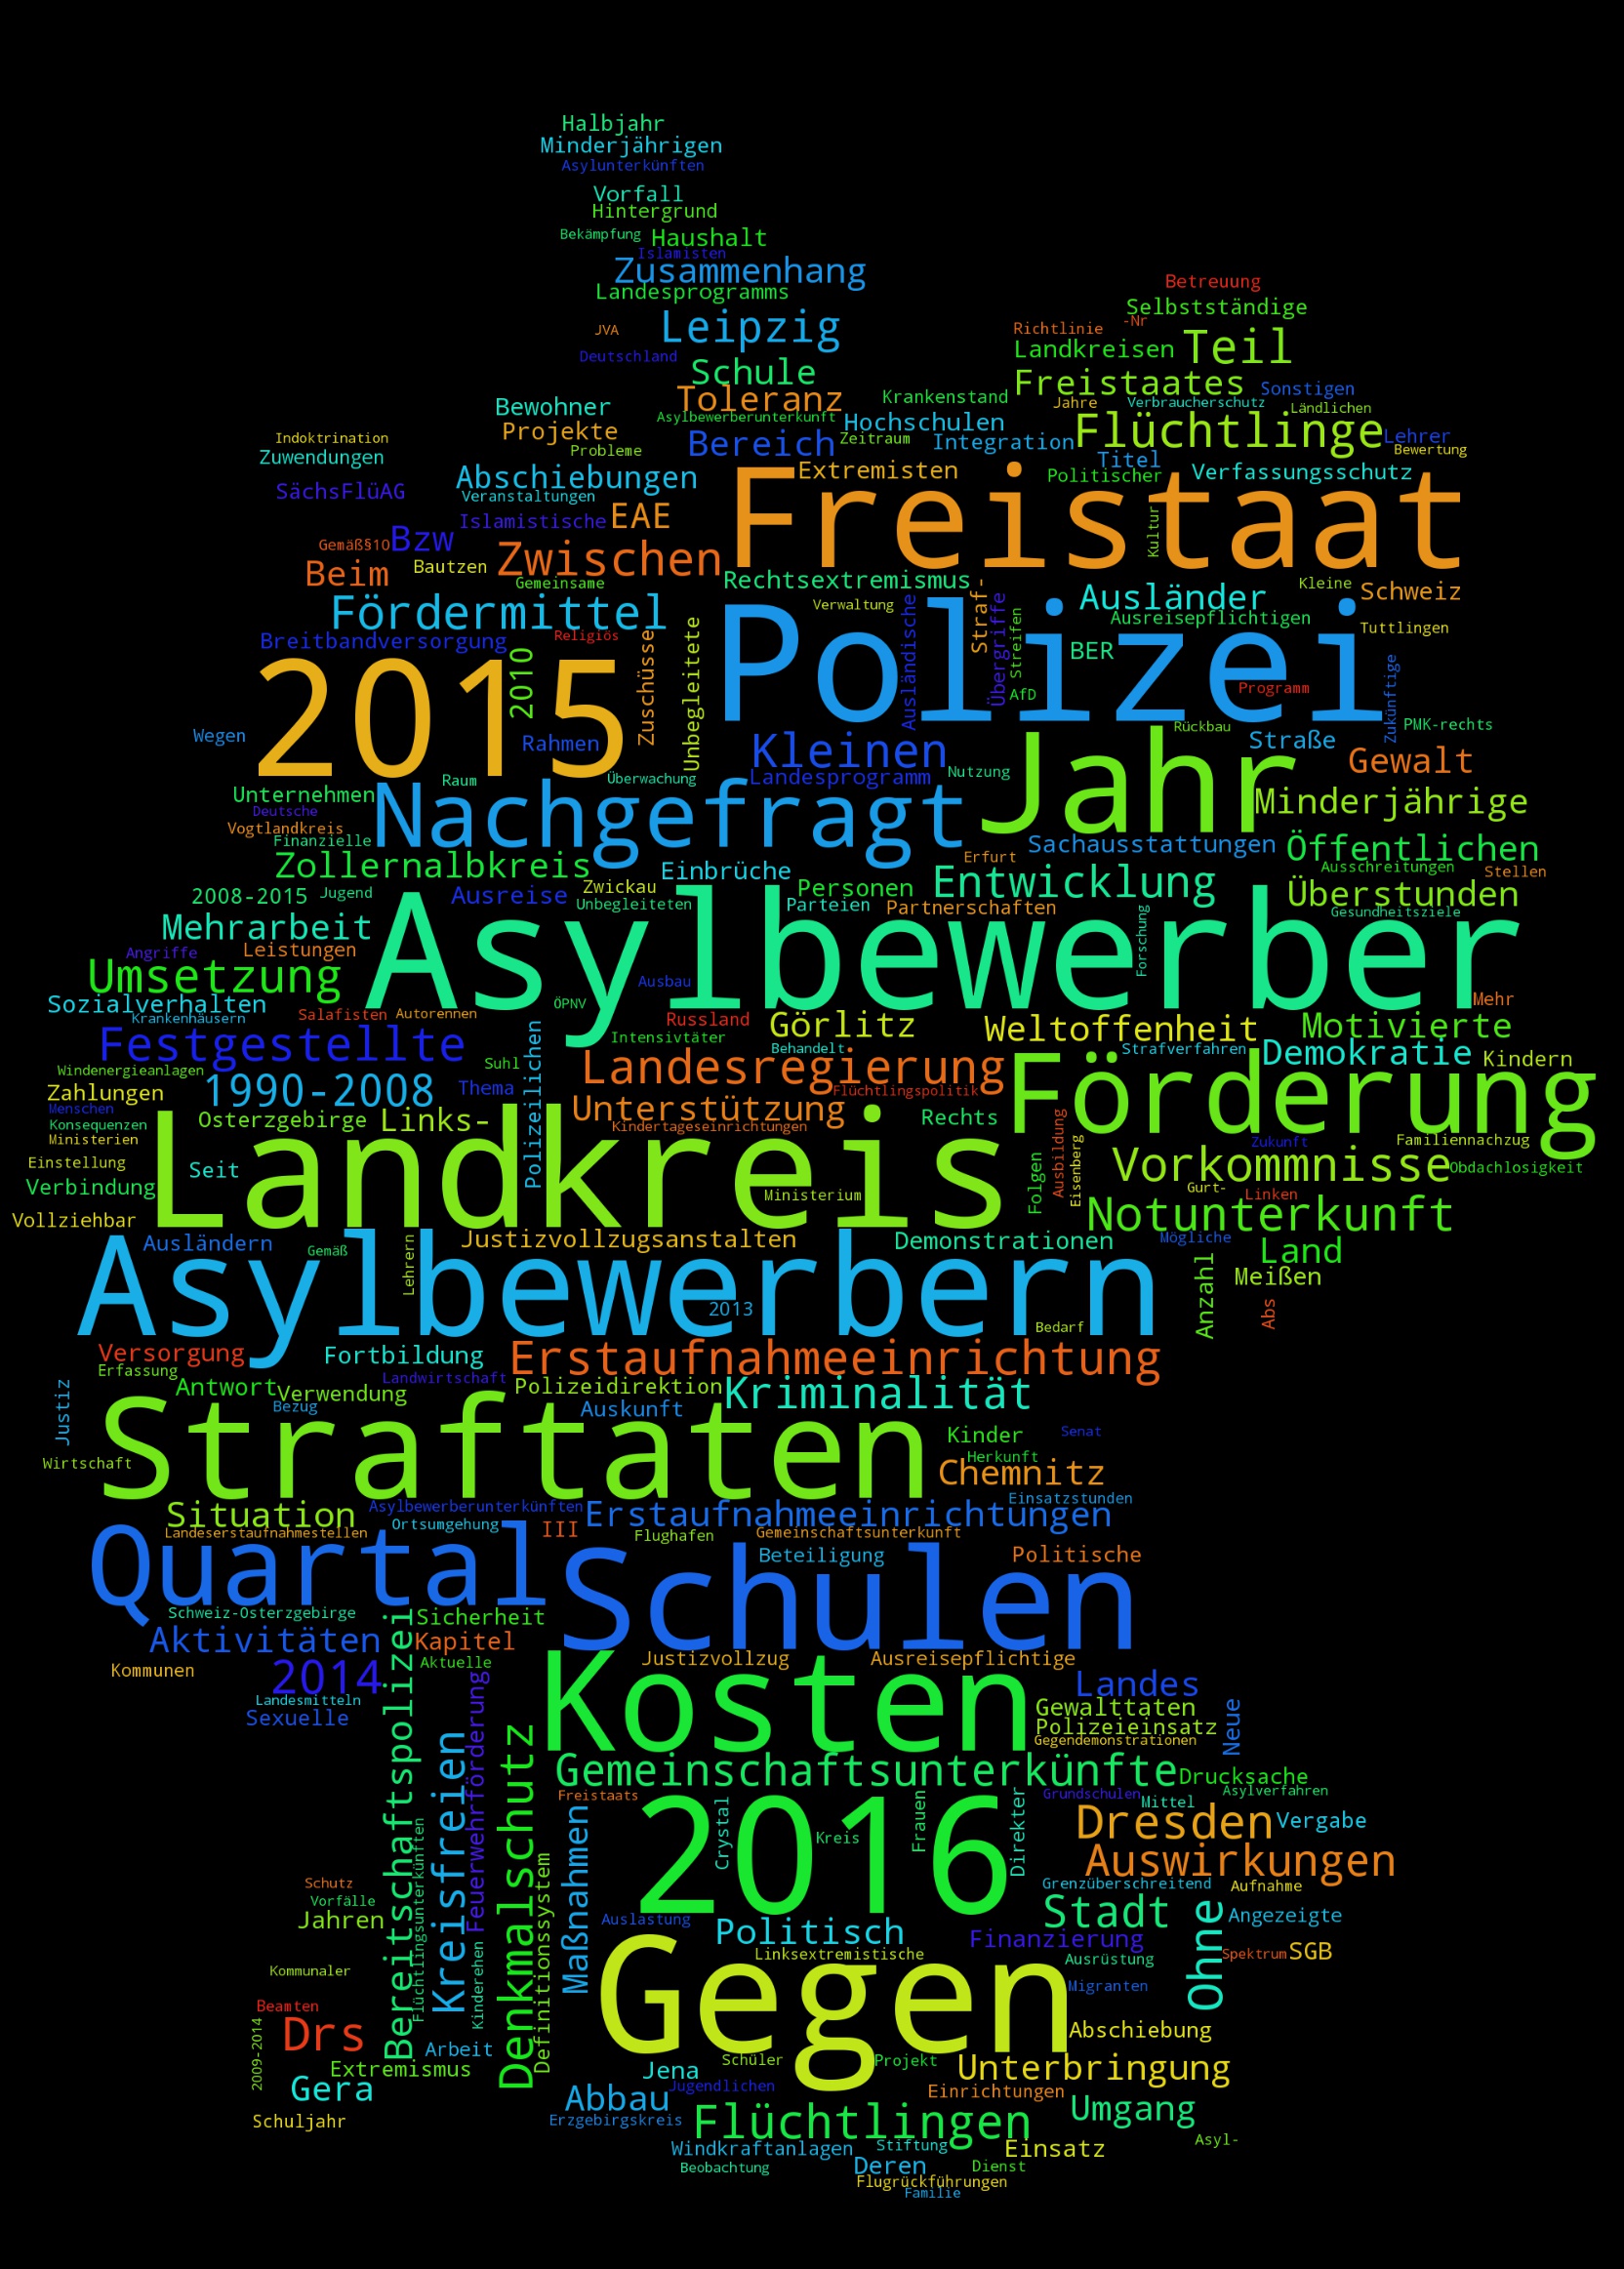 Halbjahr
Minderjährigen
Asylunterkünften
Vorfall
Hintergrund
Bekämpfung
Haushalt
Islamisten
Zusammenhang
Betreuung
Landesprogramms
Selbstständige
Leipzig
JVA
Richtlinie
-Nr
Deutschland
Landkreisen
Teil
Schule
Freistaates
Sonstigen
Toleranz
Krankenstand
Jahre
Verbraucherschutz
Ländlichen
Bewohner
Asylbewerberunterkunft
Hochschulen
Projekte
Bereich
Zeitraum
Integration
Flüchtlinge
Lehrer
Indoktrination
Probleme
Bewertung
Zuwendungen
Abschiebungen
Extremisten
Titel
Politischer
Verfassungsschutz
SächsFlüAG
Veranstaltungen
Freistaat
Islamistische
EAE
Kultur
Gemäß§10
Bzw
Zwischen
Beim
Bautzen
Gemeinsame
Rechtsextremismus
Straf-
Kleine
Schweiz
Fördermittel
Verwaltung
Ausländer
Ausreisepflichtigen
Tuttlingen
Breitbandversorgung
Religiös
Polizei
Ausländische
Übergriffe
Streifen
BER
2015
2010
Zuschüsse
Unbegleitete
AfD
Programm
Zukünftige
Wegen
Rahmen
Kleinen
Jahr
Rückbau
Straße
PMK-rechts
Gewalt
Raum
Überwachung
Landesprogramm
Nutzung
Unternehmen
Nachgefragt
Minderjährige
Deutsche
Vogtlandkreis
Finanzielle
Sachausstattungen
Öffentlichen
Zollernalbkreis
Einbrüche
Erfurt
Ausschreitungen
Stellen
2008-2015
Jugend
Ausreise
Zwickau
Personen
Entwicklung
Überstunden
Unbegleiteten
Parteien
Partnerschaften
Gesundheitsziele
Mehrarbeit
Asylbewerber
Forschung
Angriffe
Leistungen
Umsetzung
Ausbau
Sozialverhalten
ÖPNV
Mehr
Krankenhäusern
Salafisten
Autorennen
Russland
Görlitz
Weltoffenheit
Motivierte
Festgestellte
Polizeilichen
Intensivtäter
Behandelt
Strafverfahren
Demokratie
Kindern
Windenergieanlagen
Suhl
Landesregierung
Zahlungen
1990-2008
Thema
Flüchtlingspolitik
Förderung
Menschen
Konsequenzen
Ministerien
Osterzgebirge
Links-
Unterstützung
Kindertageseinrichtungen
Rechts
Ausbildung
Zukunft
Familiennachzug
Einstellung
Seit
Landkreis
Folgen
Eisenberg
Vorkommnisse
Obdachlosigkeit
Verbindung
Ministerium
Gurt-
Linken
Vollziehbar
Notunterkunft
Ausländern
Gemäß
Lehrern
Justizvollzugsanstalten
Demonstrationen
Mögliche
Land
Asylbewerbern
Anzahl
Meißen
2013
Abs
Bedarf
Versorgung
Fortbildung
Erstaufnahmeeinrichtung
Erfassung
Antwort
Landwirtschaft
Verwendung
Polizeidirektion
Kriminalität
Justiz
Bezug
Auskunft
Straftaten
Kinder
Senat
Herkunft
Wirtschaft
Chemnitz
Situation
Asylbewerberunterkünften
Erstaufnahmeeinrichtungen
Einsatzstunden
Landeserstaufnahmestellen
Ortsumgehung
III
Flughafen
Gemeinschaftsunterkunft
Quartal
Schulen
Beteiligung
Politische
Schweiz-Osterzgebirge
Sicherheit
Aktivitäten
Bereitschaftspolizei
Kapitel
Kommunen
Aktuelle
Justizvollzug
Ausreisepflichtige
2014
Feuerwehrförderung
Kosten
Landes
Landesmitteln
Sexuelle
Gewalttaten
Polizeieinsatz
Gegendemonstrationen
Neue
Kreisfreien
Denkmalschutz
Gemeinschaftsunterkünfte
Drucksache
Freistaats
Grundschulen
Asylverfahren
Mittel
2016
Crystal
Kreis
Frauen
Direkter
Dresden
Vergabe
Maßnahmen
Flüchtlingsunterkünften
Definitionssystem
Auswirkungen
Schutz
Grenzüberschreitend
Aufnahme
Vorfälle
Jahren
Auslastung
Politisch
Stadt
Ohne
Angezeigte
Finanzierung
Linksextremistische
Ausrüstung
Spektrum
SGB
Kinderehen
Kommunaler
Gegen
Migranten
Beamten
Drs
2009-2014
Abschiebung
Arbeit
Extremismus
Schüler
Projekt
Jena
Unterbringung
Gera
Jugendlichen
Einrichtungen
Abbau
Umgang
Schuljahr
Erzgebirgskreis
Flüchtlingen
Asyl-
Windkraftanlagen
Stiftung
Einsatz
Beobachtung
Deren
Dienst
Flugrückführungen
Familie